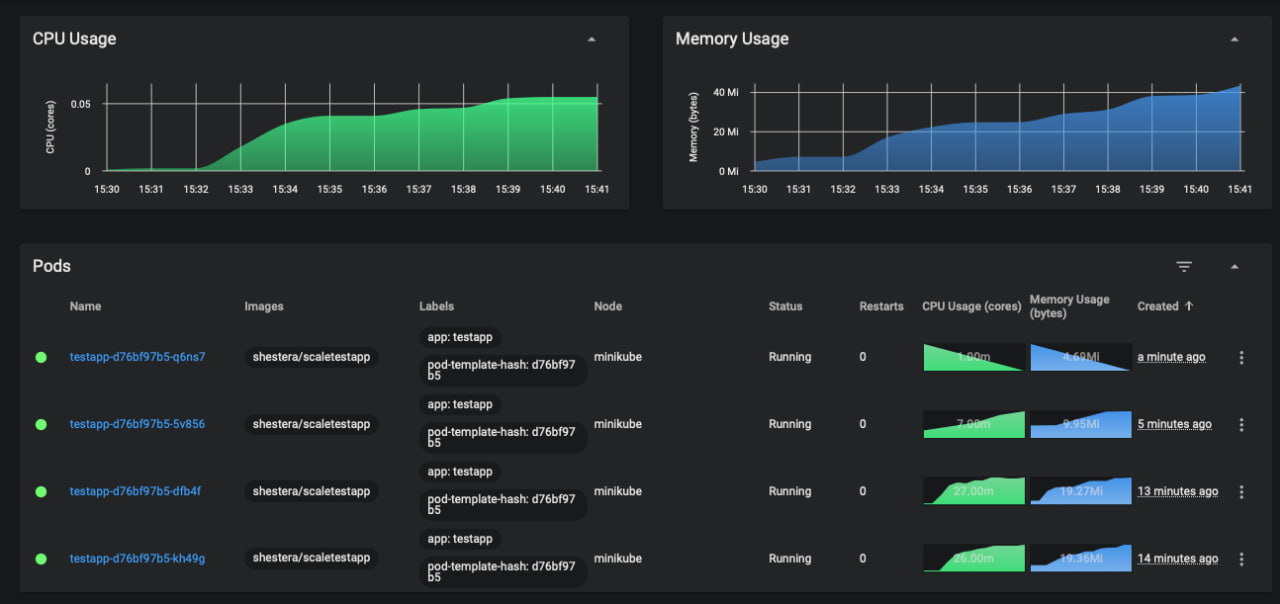 CPU Usage
Memory Usage
CPU (cores)
0.05
0
15:30 15:31 15:32 15:33 15:34 15:35 15:36 15:37 15:38 15:39 15:40 15:41
Memory (bytes)
40 Mi
20 Mi
0 Mi
15:30 15:31 15:32 15:33 15:34 15:35 15:36 15:37 15:38 15:39 15:40 15:41
Pods
Name Images Labels Node Status Restarts CPU Usage (cores) Memory Usage (bytes) Created
testapp-d76bf97b5-q6ns7 shestera/scaletestapp
app: testapp
pod-template-hash: d76bf97
b5
minikube Running 0 1.00m 4.69Mi a minute ago
testapp-d76bf97b5-5v856 shestera/scaletestapp
app: testapp
pod-template-hash: d76bf97
b5
minikube Running 0 7.00m 9.95Mi 5 minutes ago
testapp-d76bf97b5-dfb4f shestera/scaletestapp
app: testapp
pod-template-hash: d76bf97
b5
minikube Running 0 27.00m 19.27Mi 13 minutes ago
testapp-d76bf97b5-kh49g shestera/scaletestapp
app: testapp
pod-template-hash: d76bf97
b5
minikube Running 0 26.00m 19.36Mi 14 minutes ago